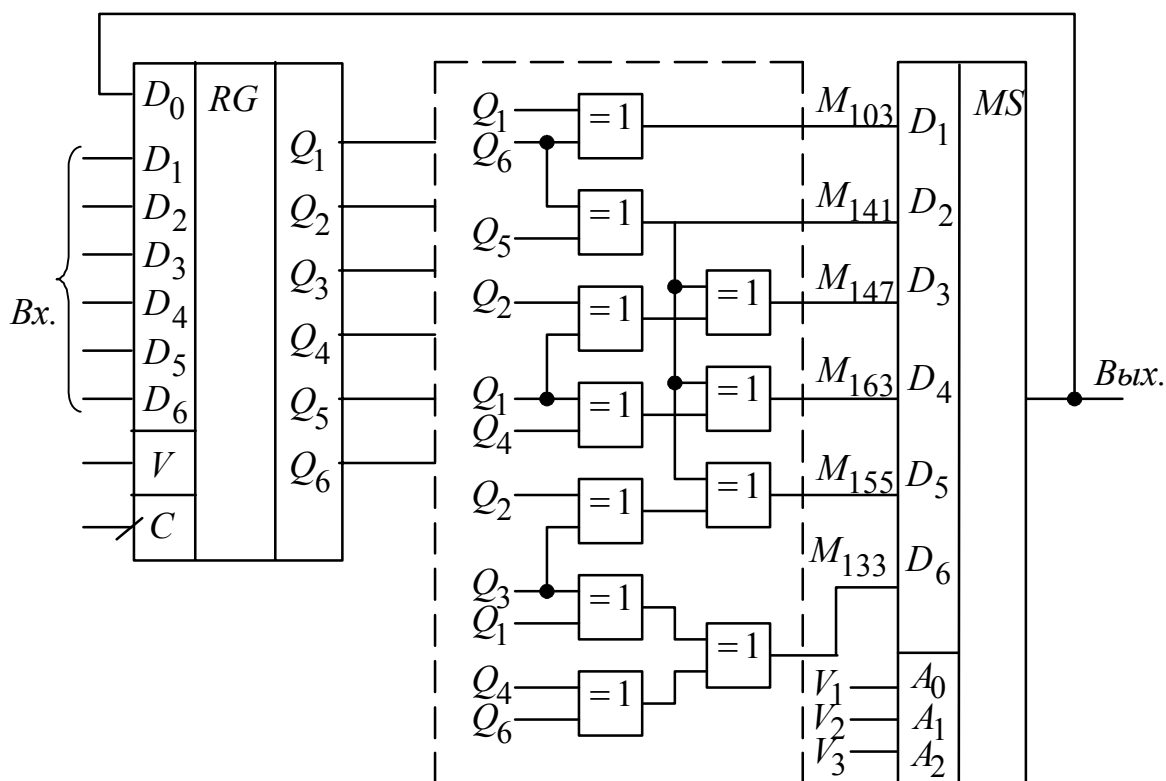 D₀
RG
D₁
D₂
D₃
D₄
D₅
D₆
V
C
Вх.
Q₁
Q₂
Q₃
Q₄
Q₅
Q₆
Q₁
Q₆
= 1
Q₅
= 1
Q₂
= 1
= 1
Q₁
Q₄
= 1
= 1
Q₂
= 1
= 1
Q₃
Q₁
= 1
= 1
Q₄
Q₆
= 1
M₁₀₃
M₁₄₁
M₁₄₇
M₁₆₃
M₁₅₅
M₁₃₃
V₁
V₂
V₃
D₁
MS
D₂
D₃
D₄
D₅
D₆
A₀
A₁
A₂
Вых.